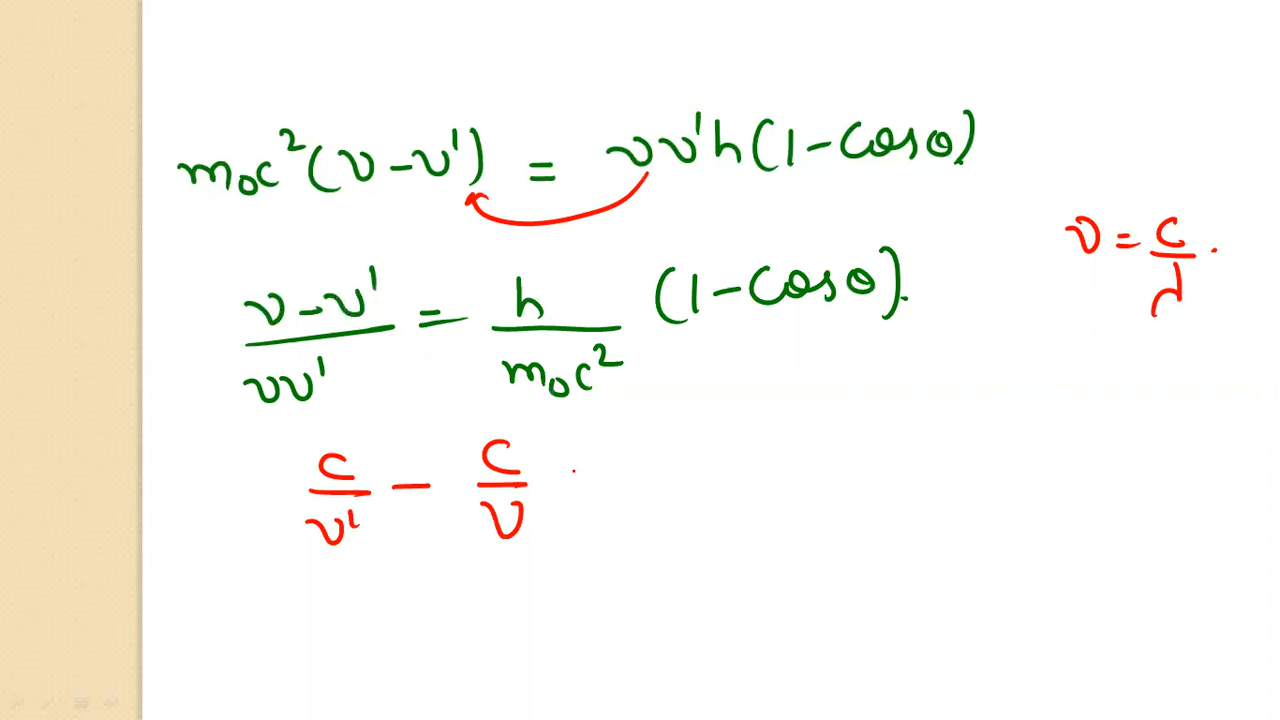 m₀c²(ν-ν') = νν'h(1-cosθ)
ν = c/λ .
ν-ν'/νν' = h/m₀c² (1-cosθ).
c/ν' - c/ν